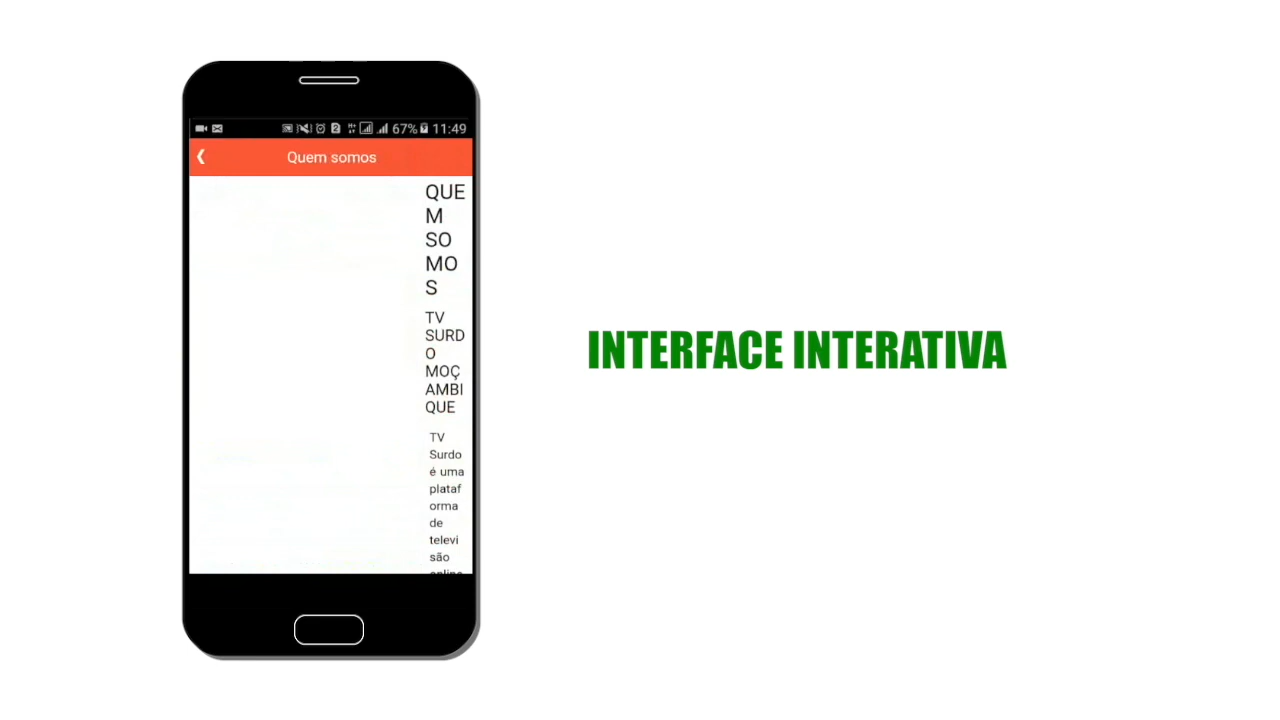 67% 11:49
Quem somos
QUE
M
SO
MO
S
TV
SURD
O
MOÇ
AMBI
QUE
TV
Surdo
é uma
plataf
orma
de
televi
são
INTERFACE INTERATIVA